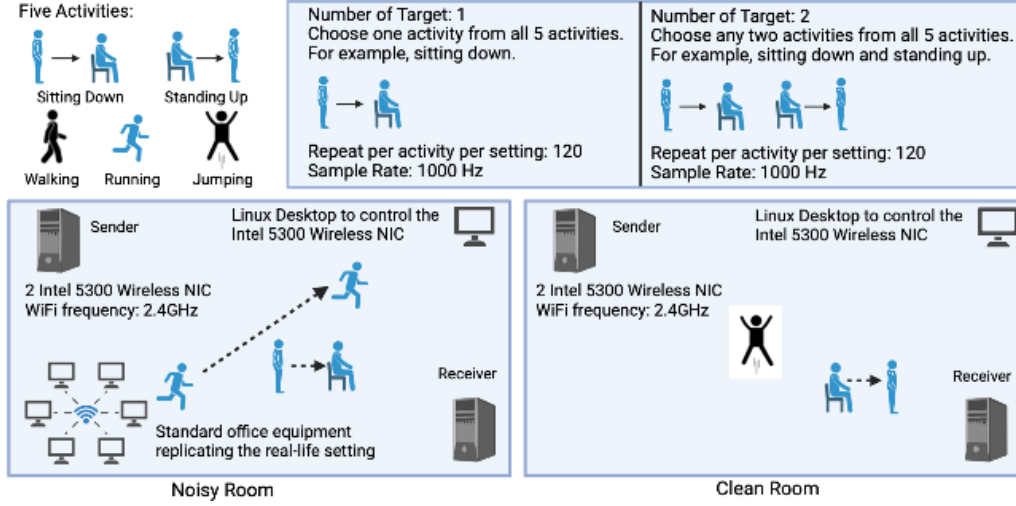 Five Activities:
Sitting Down
Standing Up
Walking
Running
Jumping
Number of Target: 1
Choose one activity from all 5 activities.
For example, sitting down.
Repeat per activity per setting: 120
Sample Rate: 1000 Hz
Number of Target: 2
Choose any two activities from all 5 activities.
For example, sitting down and standing up.
Repeat per activity per setting: 120
Sample Rate: 1000 Hz
Sender
Linux Desktop to control the
Intel 5300 Wireless NIC
2 Intel 5300 Wireless NIC
WiFi frequency: 2.4GHz
Receiver
Standard office equipment
replicating the real-life setting
Noisy Room
Sender
Linux Desktop to control the
Intel 5300 Wireless NIC
2 Intel 5300 Wireless NIC
WiFi frequency: 2.4GHz
Receiver
Clean Room